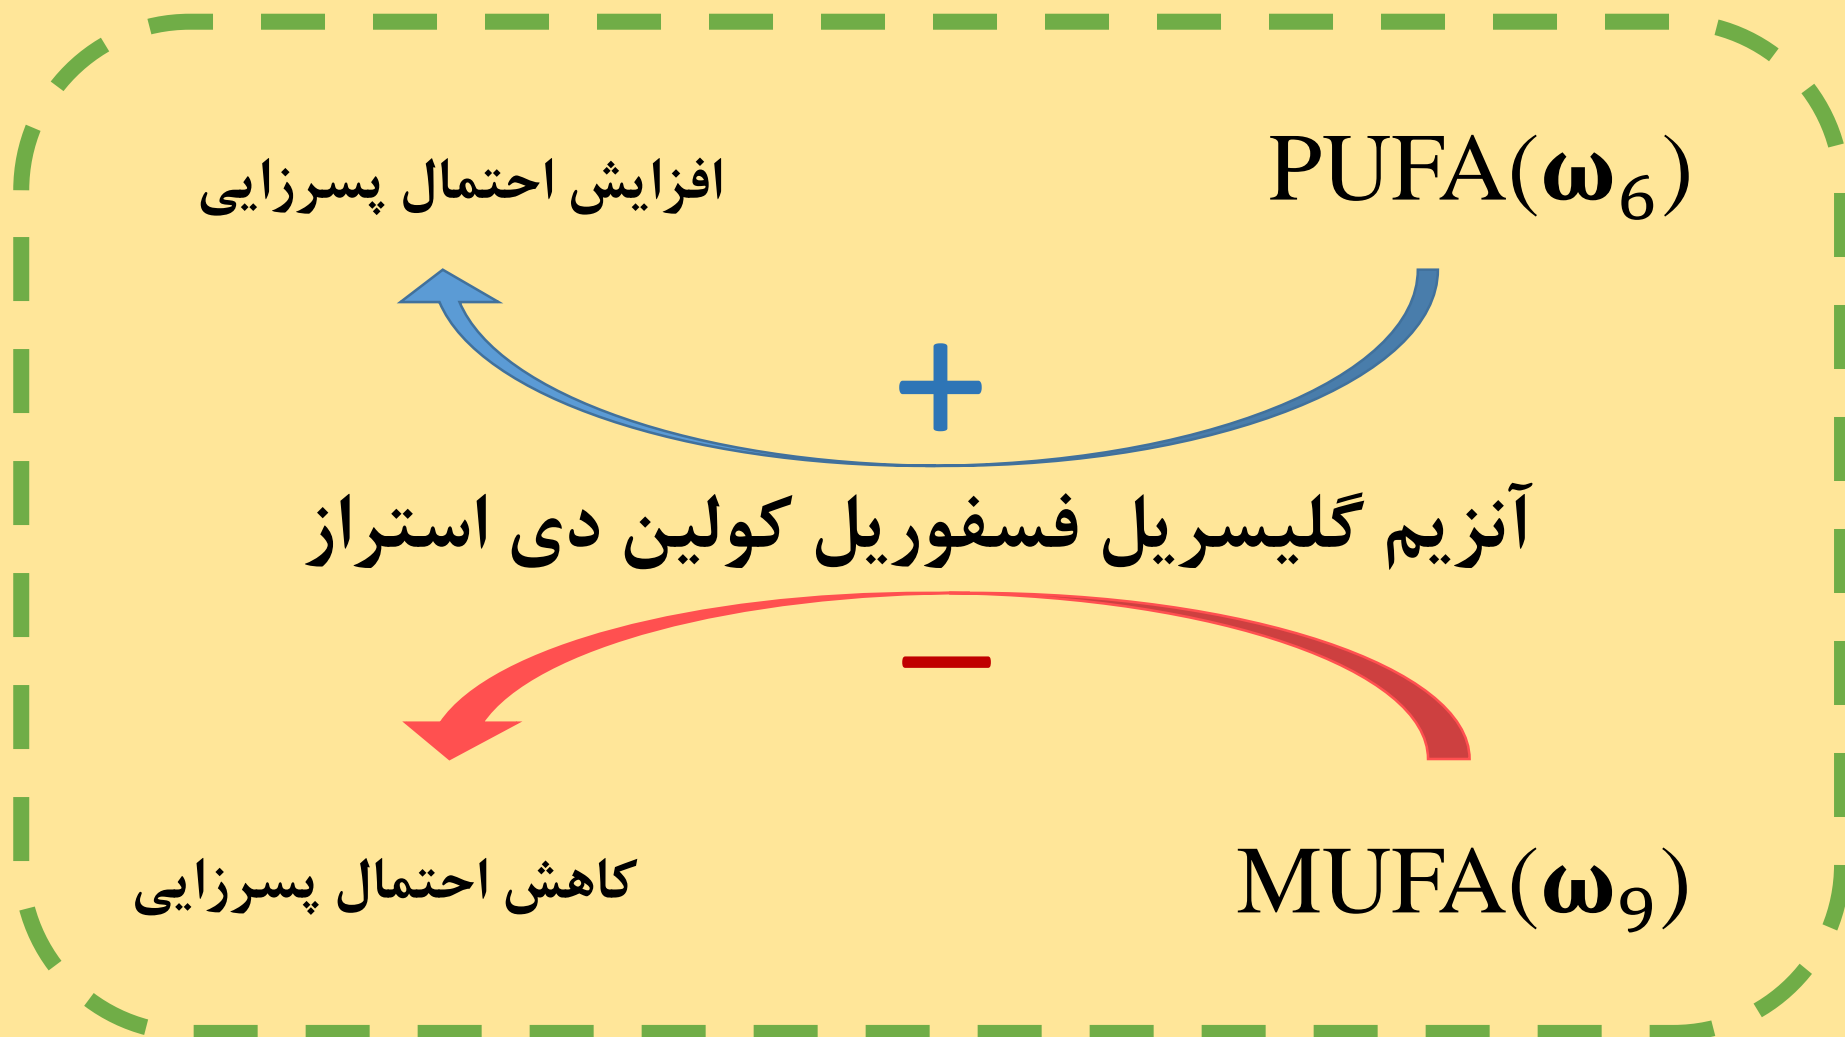 PUFA(ω₆)
افزایش احتمال پسرزایی
+
آنزیم گلیسریل فسفوریل کولین دی استراز
−
MUFA(ω₉)
کاهش احتمال پسرزایی